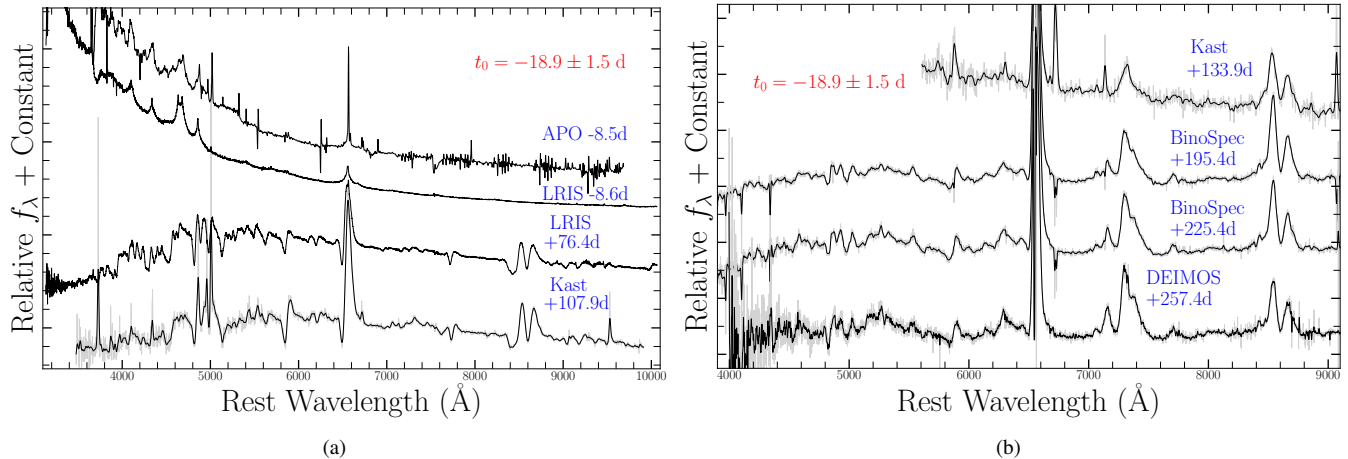 Relative f_λ + Constant
t₀ = −18.9 ± 1.5 d
APO -8.5d
LRIS -8.6d
LRIS
+76.4d
Kast
+107.9d
4000 5000 6000 7000 8000 9000 10000
Rest Wavelength (Å)
(a)
Relative f_λ + Constant
t₀ = −18.9 ± 1.5 d
Kast
+133.9d
BinoSpec
+195.4d
BinoSpec
+225.4d
DEIMOS
+257.4d
4000 5000 6000 7000 8000 9000
Rest Wavelength (Å)
(b)